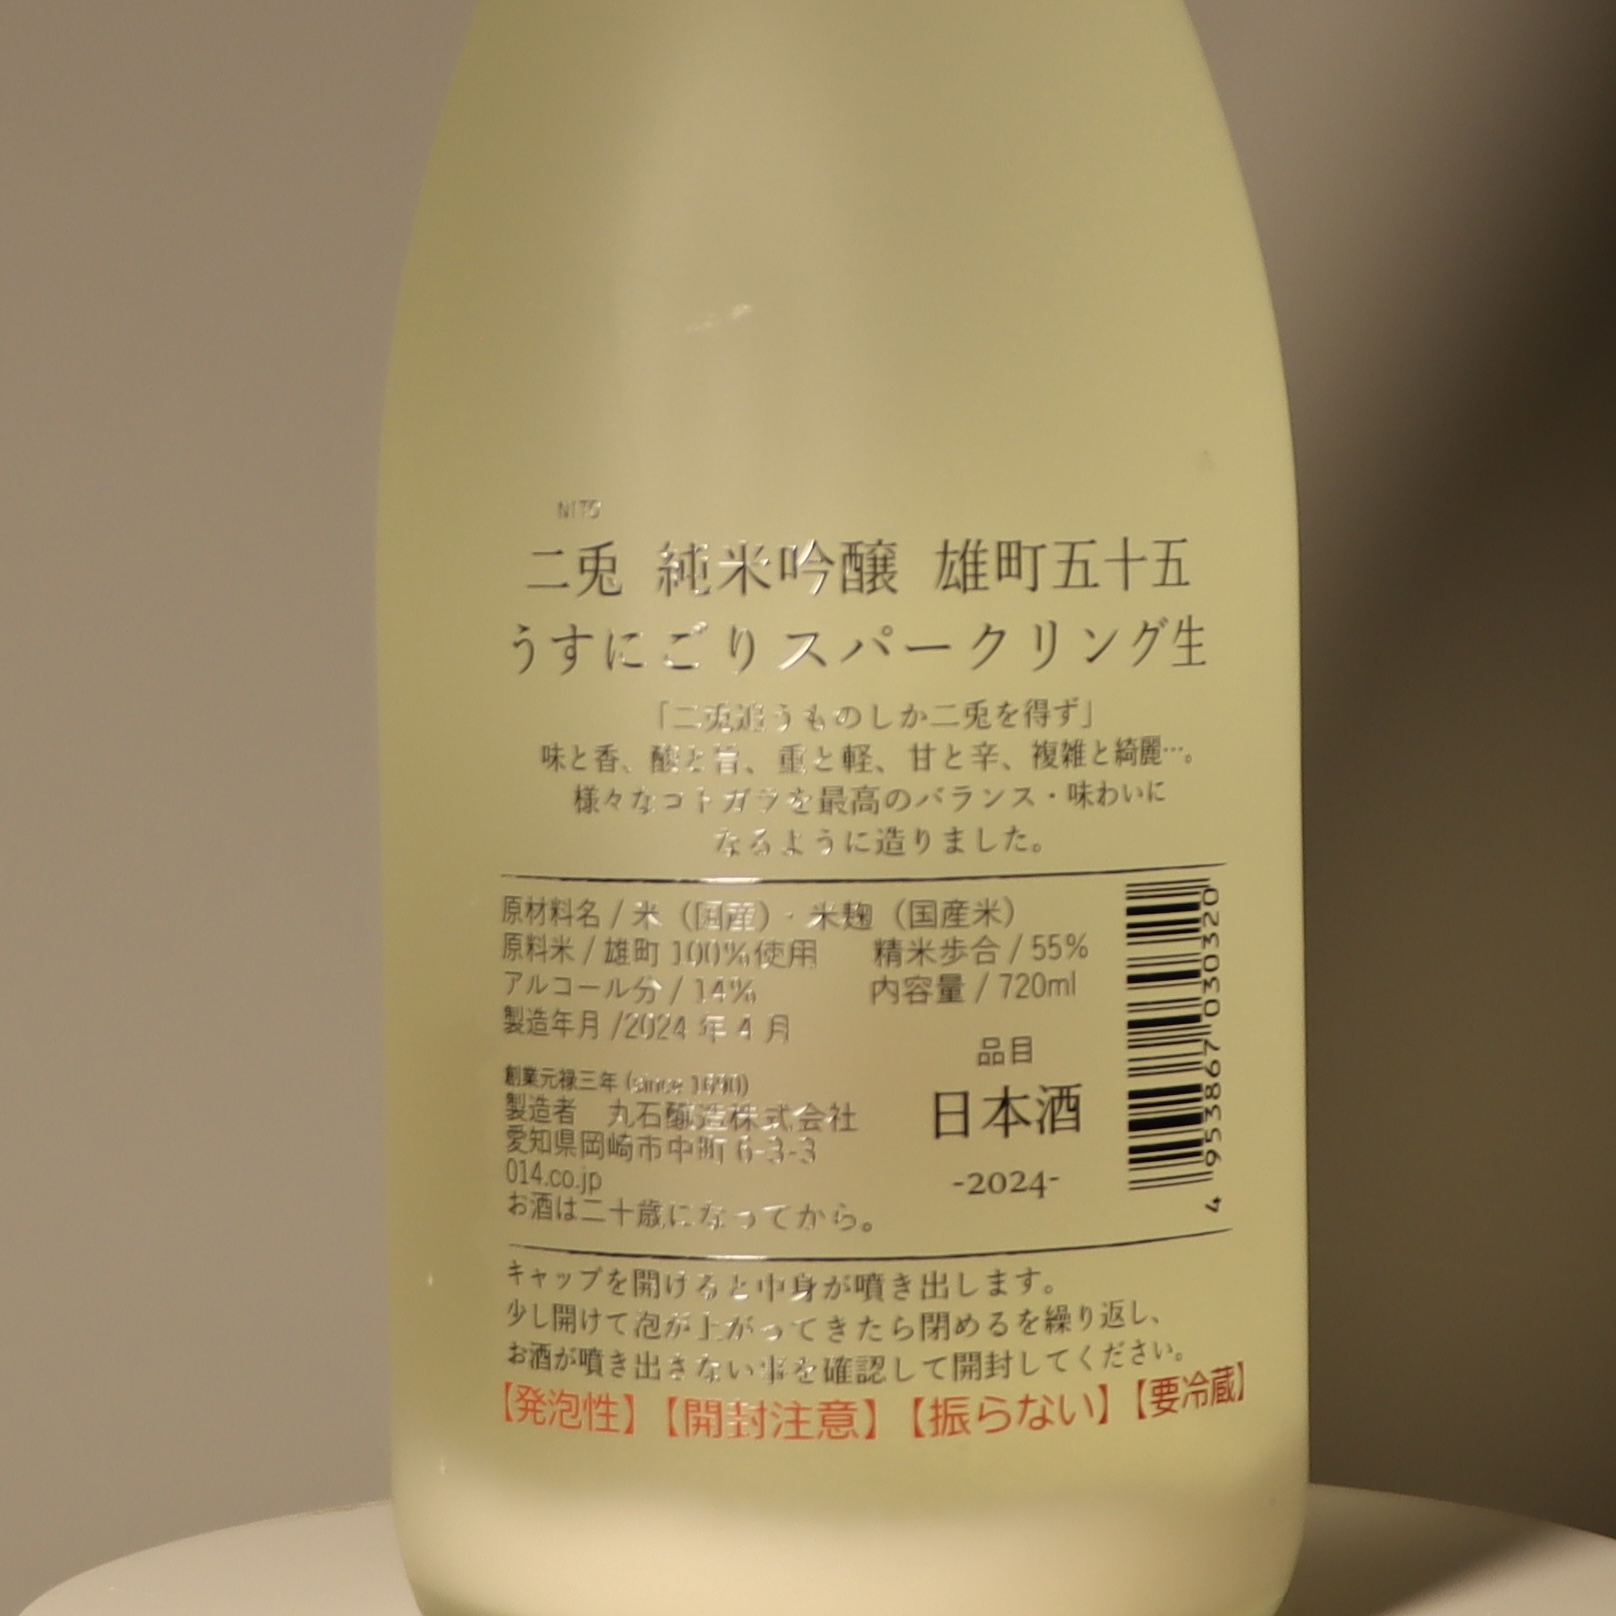 NITO
二兎 純米吟醸 雄町五十五
うすにごりスパークリング生
「二兎追うものしか二兎を得ず」
味と香、酸と旨、重と軽、甘と辛、複雑と綺麗…。
様々なコトガラを最高のバランス・味わいに
なるように造りました。
原材料名 / 米（国産）・米麹（国産米）
原料米 / 雄町 100%使用 精米歩合 / 55%
アルコール分 / 14% 内容量 / 720ml
製造年月 /2024 年 4 月
創業元禄三年 (since 1690)
製造者 丸石醸造株式会社
愛知県岡崎市中町 6-3-3
014.co.jp
お酒は二十歳になってから。
品目
日本酒
-2024-
4 953867 030320
キャップを開けると中身が噴き出します。
少し開けて泡が上がってきたら閉めるを繰り返し、
お酒が噴き出さない事を確認して開封してください。
【発泡性】【開封注意】【振らない】【要冷蔵】